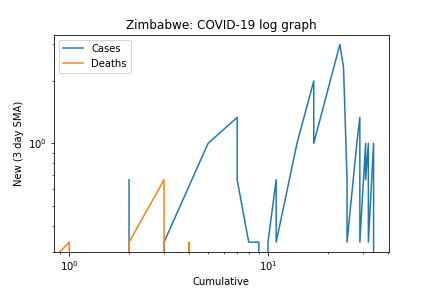 Zimbabwe: COVID-19 log graph
Cases
Deaths
New (3 day SMA)
10⁰
10⁰
10¹
Cumulative